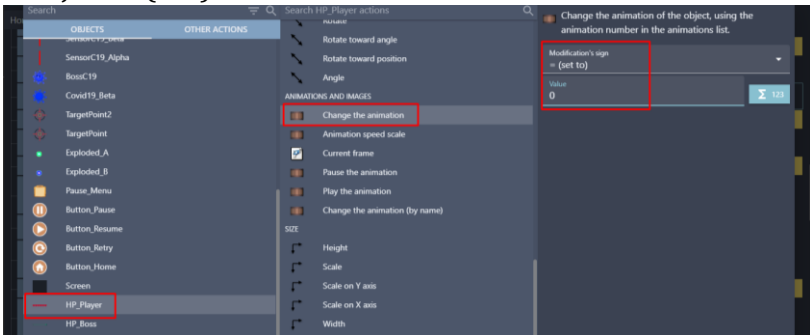 Search
OBJECTS
OTHER ACTIONS
SensorC19_Beta
SensorC19_Alpha
BossC19
Covid19_Beta
TargetPoint2
TargetPoint
Exploded_A
Exploded_B
Pause_Menu
Button_Pause
Button_Resume
Button_Retry
Button_Home
Screen
HP_Player
HP_Boss
Search HP_Player actions
Rotate
Rotate toward angle
Rotate toward position
Angle
ANIMATIONS AND IMAGES
Change the animation
Animation speed scale
Current frame
Pause the animation
Play the animation
Change the animation (by name)
SIZE
Height
Scale
Scale on Y axis
Scale on X axis
Width
Change the animation of the object, using the
animation number in the animations list.
Modification's sign
= (set to)
Value
0
Σ 123